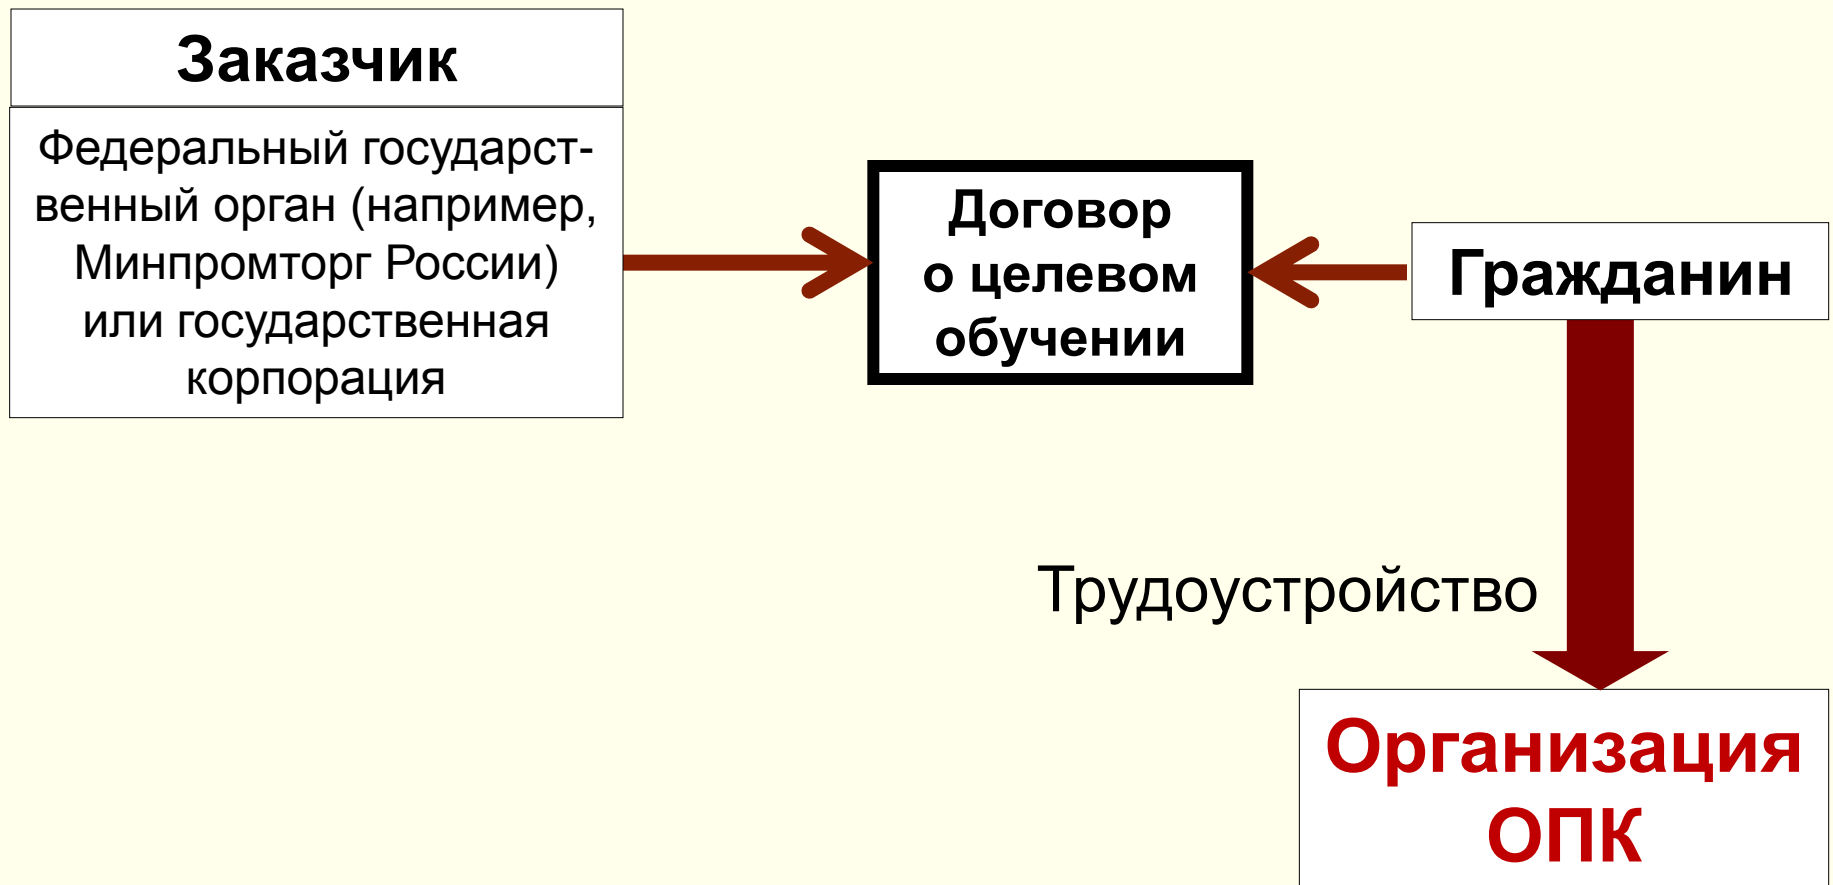 Заказчик
Федеральный государст-
венный орган (например,
Минпромторг России)
или государственная
корпорация
Договор
о целевом
обучении
Гражданин
Трудоустройство
Организация
ОПК